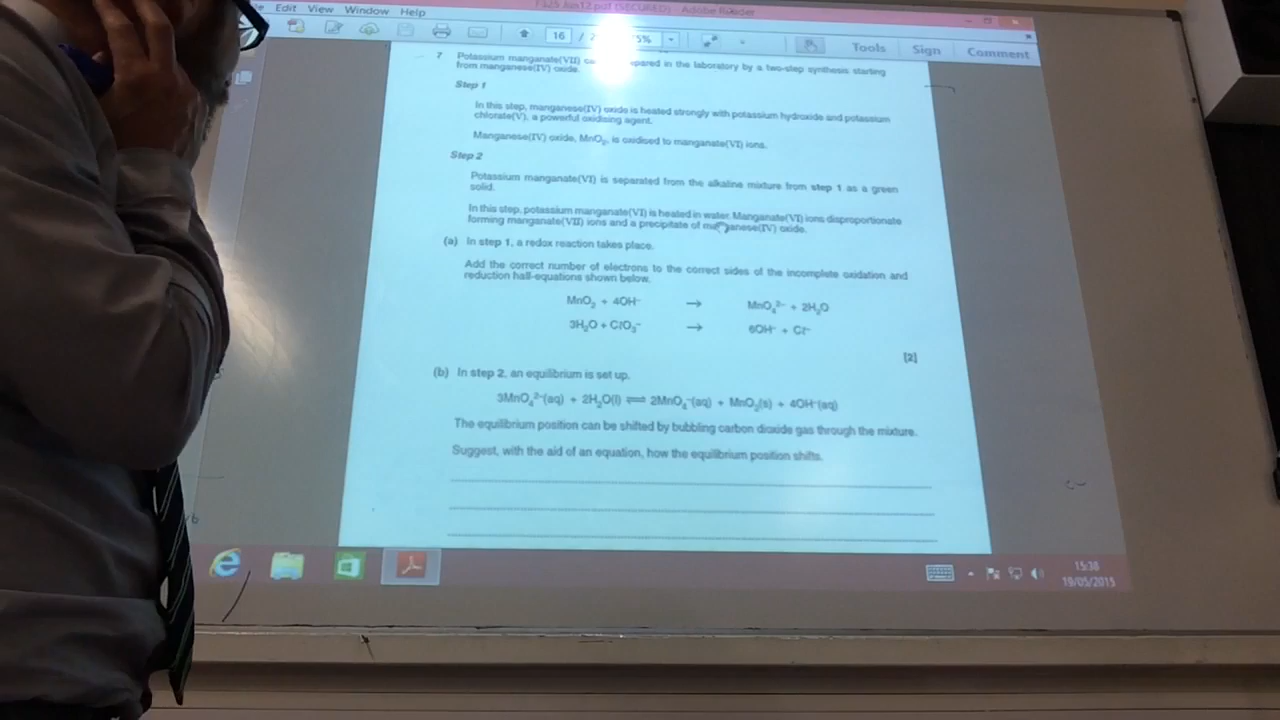 Edit View Window Help
F325 Jun12.pdf (SECURED) - Adobe Reader
16 / 2 5%
Tools Sign Comment
7 Potassium manganate(VII) pared in the laboratory by a two-step synthesis starting
from manganese(IV) oxide.
Step 1
In this step, manganese(IV) oxide is heated strongly with potassium hydroxide and potassium
chlorate(V), a powerful oxidising agent.
Manganese(IV) oxide, MnO₂, is oxidised to manganate(VI) ions.
Step 2
Potassium manganate(VI) is separated from the alkaline mixture from step 1 as a green
solid.
In this step, potassium manganate(VI) is heated in water. Manganate(VI) ions disproportionate
forming manganate(VII) ions and a precipitate of manganese(IV) oxide.
(a) In step 1, a redox reaction takes place.
Add the correct number of electrons to the correct sides of the incomplete oxidation and
reduction half-equations shown below.
MnO₂ + 4OH⁻ → MnO₄²⁻ + 2H₂O
3H₂O + ClO₃⁻ → 6OH⁻ + Cl⁻
[2]
(b) In step 2, an equilibrium is set up.
3MnO₄²⁻(aq) + 2H₂O(l) ⇌ 2MnO₄⁻(aq) + MnO₂(s) + 4OH⁻(aq)
The equilibrium position can be shifted by bubbling carbon dioxide gas through the mixture.
Suggest, with the aid of an equation, how the equilibrium position shifts.
15:38
19/05/2015